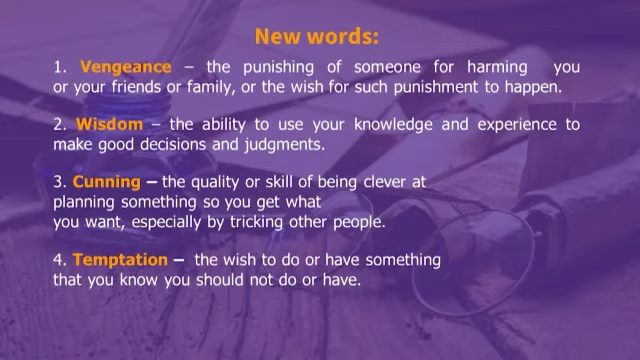 New words:
1. Vengeance – the punishing of someone for harming you
or your friends or family, or the wish for such punishment to happen.
2. Wisdom – the ability to use your knowledge and experience to
make good decisions and judgments.
3. Cunning – the quality or skill of being clever at
planning something so you get what
you want, especially by tricking other people.
4. Temptation – the wish to do or have something
that you know you should not do or have.